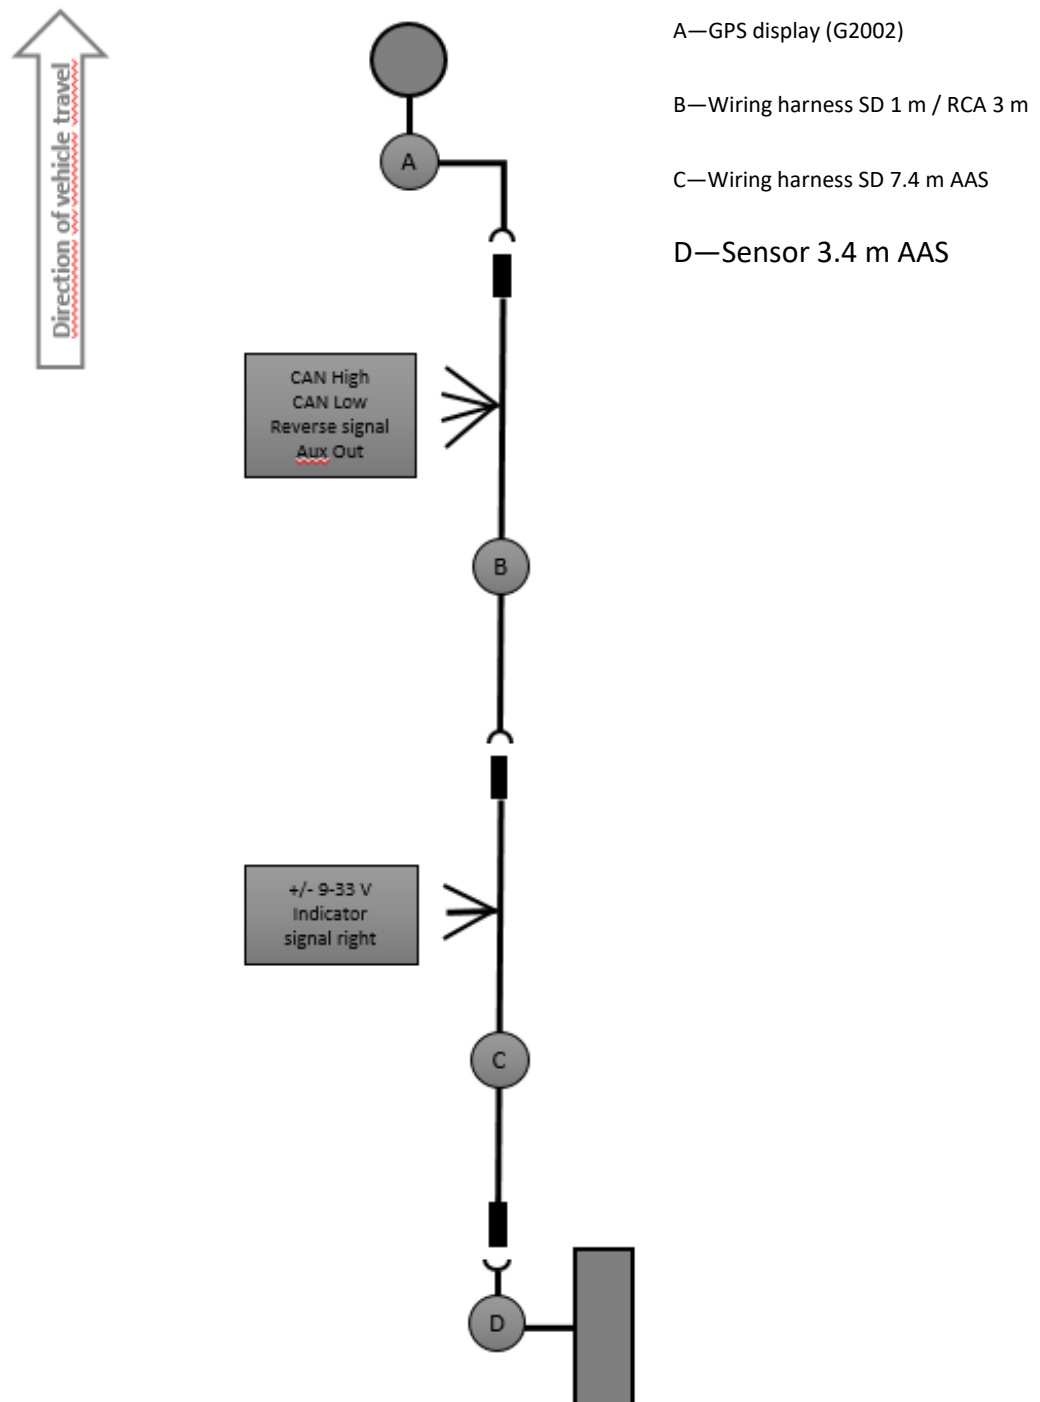 Direction of vehicle travel
A—GPS display (G2002)
B—Wiring harness SD 1 m / RCA 3 m
C—Wiring harness SD 7.4 m AAS
D—Sensor 3.4 m AAS
A
CAN High
CAN Low
Reverse signal
Aux Out
B
+/- 9-33 V
Indicator
signal right
C
D